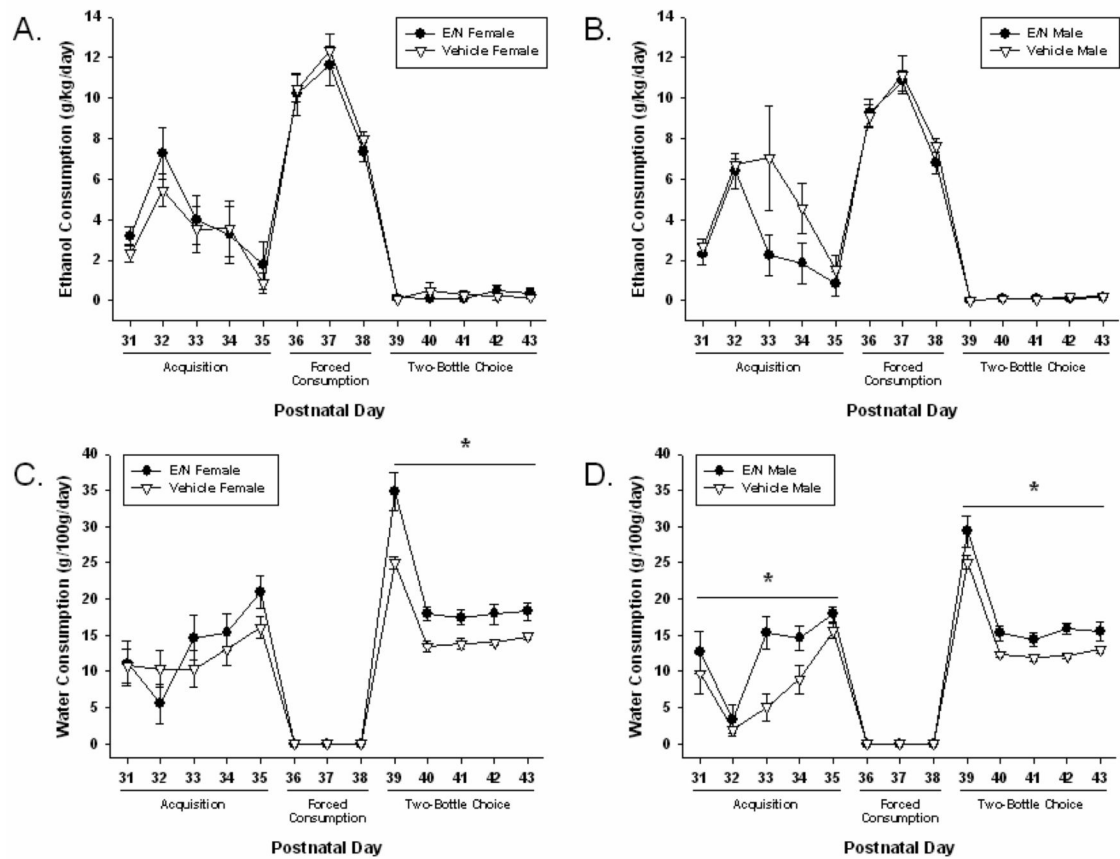 A.
Ethanol Consumption (g/kg/day)
14
12
10
8
6
4
2
0
E/N Female
Vehicle Female
31 32 33 34 35 36 37 38 39 40 41 42 43
Acquisition Forced Consumption Two-Bottle Choice
Postnatal Day
B.
Ethanol Consumption (g/kg/day)
14
12
10
8
6
4
2
0
E/N Male
Vehicle Male
31 32 33 34 35 36 37 38 39 40 41 42 43
Acquisition Forced Consumption Two-Bottle Choice
Postnatal Day
C.
Water Consumption (g/100g/day)
40
35
30
25
20
15
10
5
0
E/N Female
Vehicle Female
*
31 32 33 34 35 36 37 38 39 40 41 42 43
Acquisition Forced Consumption Two-Bottle Choice
Postnatal Day
D.
Water Consumption (g/100g/day)
40
35
30
25
20
15
10
5
0
E/N Male
Vehicle Male
*
*
31 32 33 34 35 36 37 38 39 40 41 42 43
Acquisition Forced Consumption Two-Bottle Choice
Postnatal Day